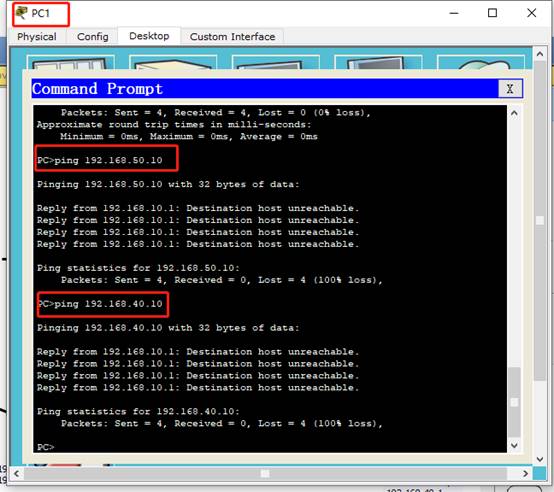 PC1
Physical Config Desktop Custom Interface
Command Prompt X
Packets: Sent = 4, Received = 4, Lost = 0 (0% loss),
Approximate round trip times in milli-seconds:
Minimum = 0ms, Maximum = 0ms, Average = 0ms
PC>ping 192.168.50.10
Pinging 192.168.50.10 with 32 bytes of data:
Reply from 192.168.10.1: Destination host unreachable.
Reply from 192.168.10.1: Destination host unreachable.
Reply from 192.168.10.1: Destination host unreachable.
Reply from 192.168.10.1: Destination host unreachable.
Ping statistics for 192.168.50.10:
Packets: Sent = 4, Received = 0, Lost = 4 (100% loss),
PC>ping 192.168.40.10
Pinging 192.168.40.10 with 32 bytes of data:
Reply from 192.168.10.1: Destination host unreachable.
Reply from 192.168.10.1: Destination host unreachable.
Reply from 192.168.10.1: Destination host unreachable.
Reply from 192.168.10.1: Destination host unreachable.
Ping statistics for 192.168.40.10:
Packets: Sent = 4, Received = 0, Lost = 4 (100% loss),
PC>